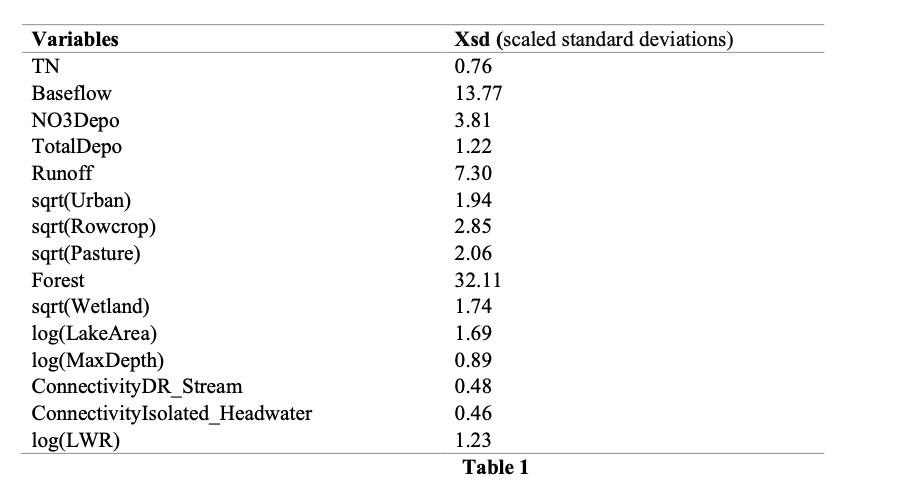 Variables Xsd (scaled standard deviations)
TN 0.76
Baseflow 13.77
NO3Depo 3.81
TotalDepo 1.22
Runoff 7.30
sqrt(Urban) 1.94
sqrt(Rowcrop) 2.85
sqrt(Pasture) 2.06
Forest 32.11
sqrt(Wetland) 1.74
log(LakeArea) 1.69
log(MaxDepth) 0.89
ConnectivityDR_Stream 0.48
ConnectivityIsolated_Headwater 0.46
log(LWR) 1.23
Table 1